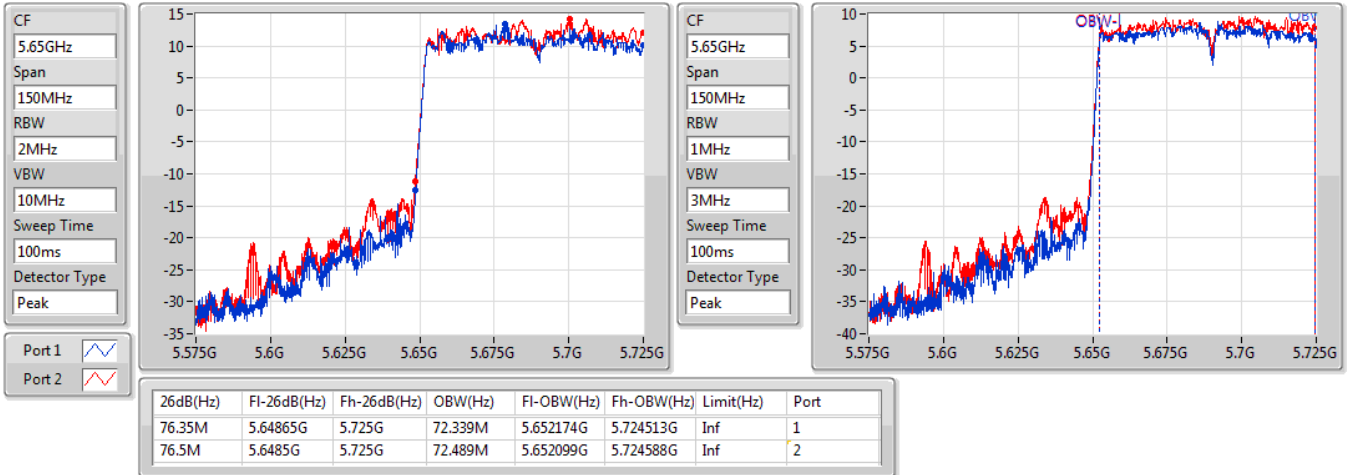 CF
5.65GHz
Span
150MHz
RBW
2MHz
VBW
10MHz
Sweep Time
100ms
Detector Type
Peak
Port 1
Port 2
15
10
5
0
-5
-10
-15
-20
-25
-30
-35
5.575G 5.6G 5.625G 5.65G 5.675G 5.7G 5.725G
CF
5.65GHz
Span
150MHz
RBW
1MHz
VBW
3MHz
Sweep Time
100ms
Detector Type
Peak
OBW-l OBW
10
5
0
-5
-10
-15
-20
-25
-30
-35
-40
5.575G 5.6G 5.625G 5.65G 5.675G 5.7G 5.725G
26dB(Hz) Fl-26dB(Hz) Fh-26dB(Hz) OBW(Hz) Fl-OBW(Hz) Fh-OBW(Hz) Limit(Hz) Port
76.35M 5.64865G 5.725G 72.339M 5.652174G 5.724513G Inf 1
76.5M 5.6485G 5.725G 72.489M 5.652099G 5.724588G Inf 2